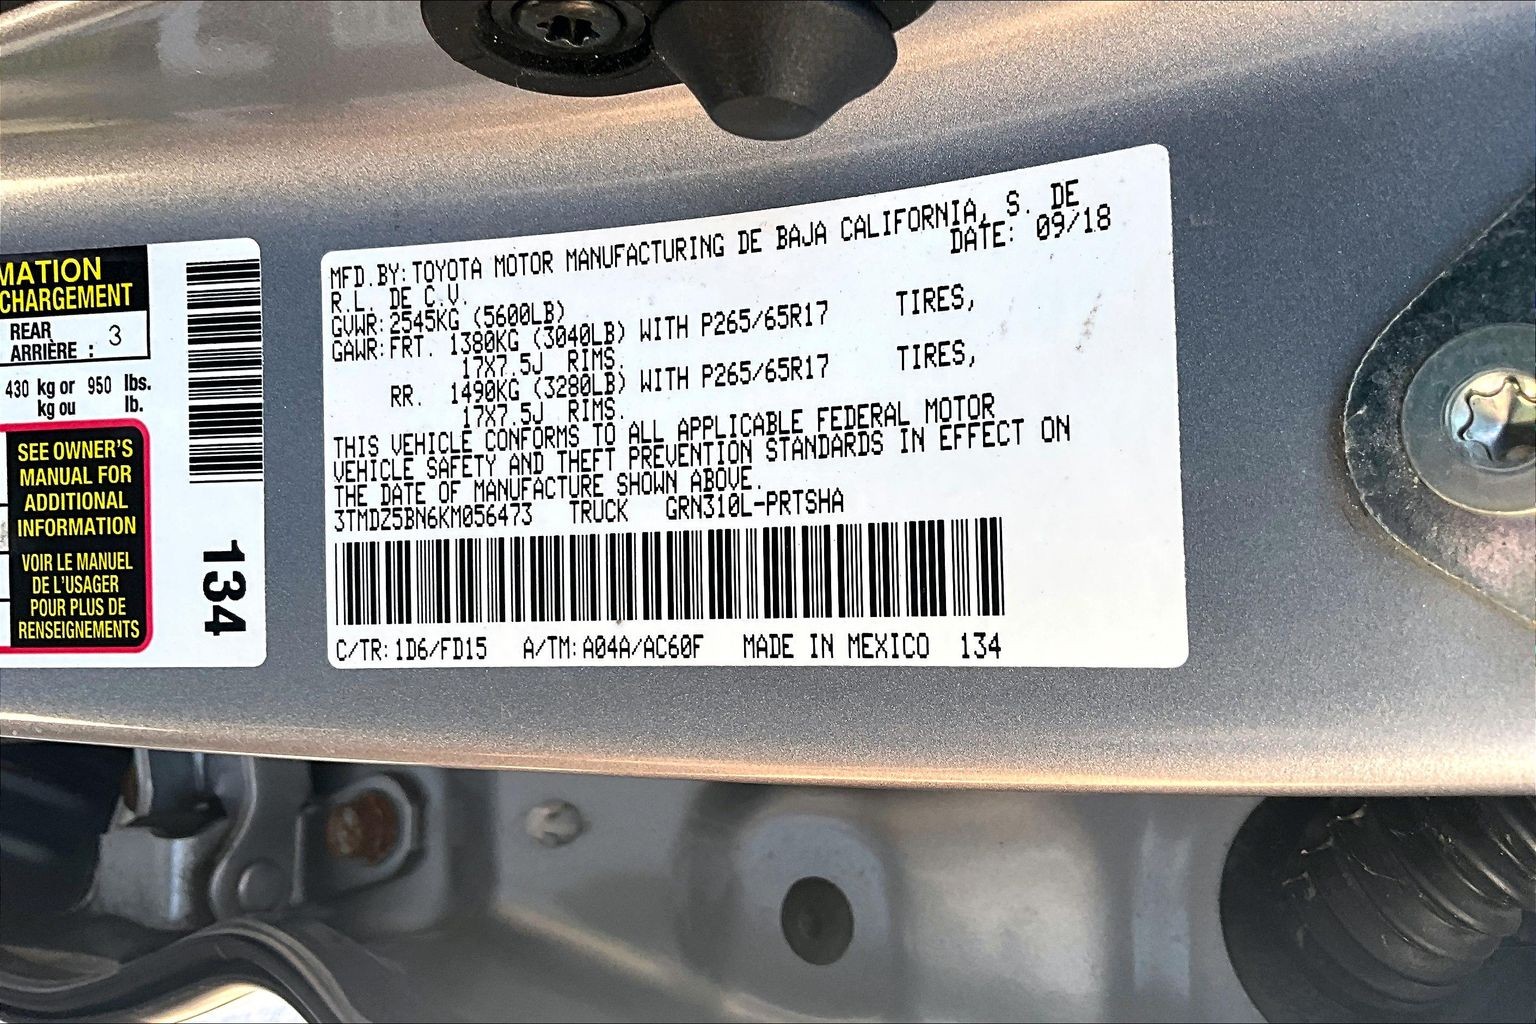 MATION
CHARGEMENT
REAR
ARRIÈRE : 3
430 kg or 950 lbs.
kg ou lb.
SEE OWNER'S
MANUAL FOR
ADDITIONAL
INFORMATION
VOIR LE MANUEL
DE L'USAGER
POUR PLUS DE
RENSEIGNEMENTS
134
MFD.BY:TOYOTA MOTOR MANUFACTURING DE BAJA CALIFORNIA, S. DE
R.L. DE C.V. DATE: 09/18
GVWR:2545KG (5600LB)
GAWR:FRT. 1380KG (3040LB) WITH P265/65R17 TIRES,
17X7.5J RIMS.
RR. 1490KG (3280LB) WITH P265/65R17 TIRES,
17X7.5J RIMS.
THIS VEHICLE CONFORMS TO ALL APPLICABLE FEDERAL MOTOR
VEHICLE SAFETY AND THEFT PREVENTION STANDARDS IN EFFECT ON
THE DATE OF MANUFACTURE SHOWN ABOVE.
3TMDZ5BN6KM056473 TRUCK GRN310L-PRTSHA
C/TR:1D6/FD15 A/TM:A04A/AC60F MADE IN MEXICO 134